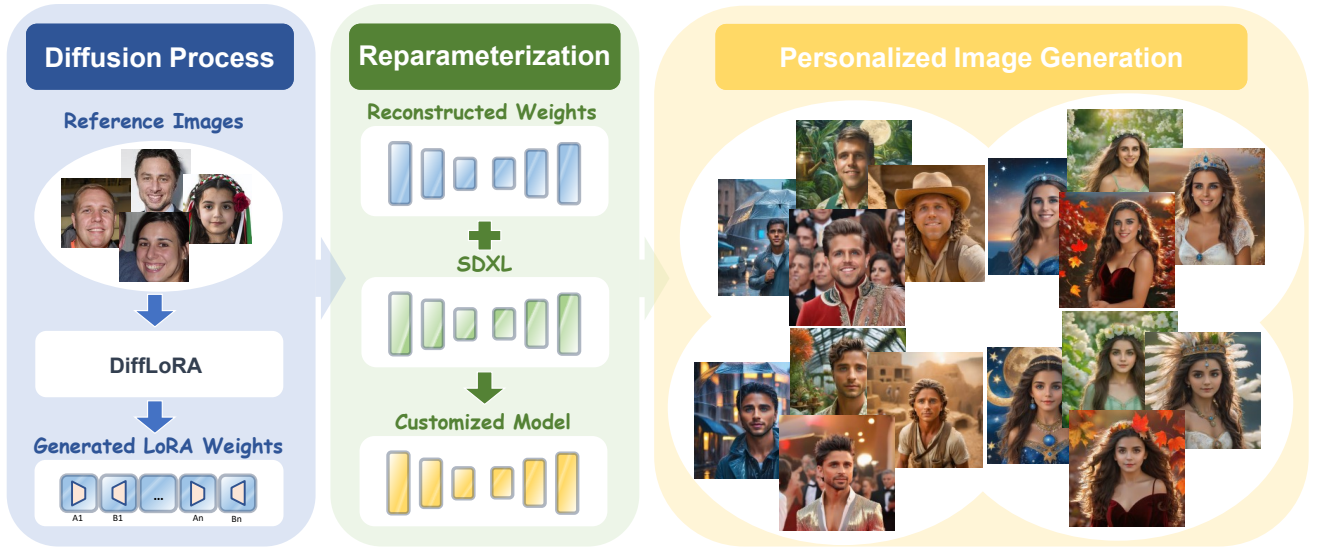 Diffusion Process
Reference Images
DiffLoRA
Generated LoRA Weights
...
A1 B1 An Bn
Reparameterization
Reconstructed Weights
SDXL
Customized Model
Personalized Image Generation